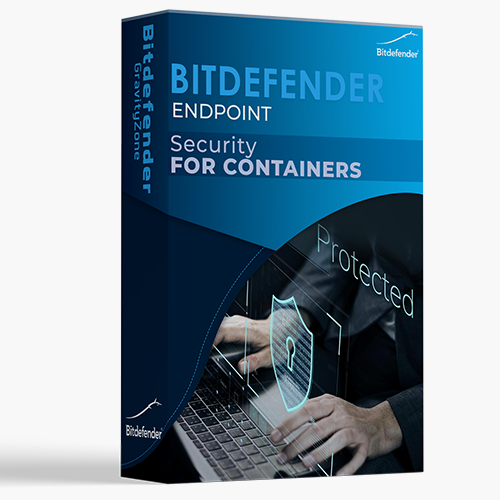 Bitdefender
GravityZone
Bitdefender
Bitdefender
BITDEFENDER
ENDPOINT
Security
FOR CONTAINERS
Protected